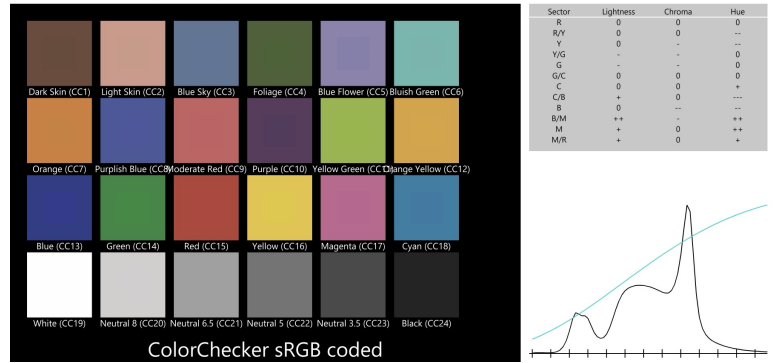 Dark Skin (CC1) Light Skin (CC2) Blue Sky (CC3) Foliage (CC4) Blue Flower (CC5) Bluish Green (CC6)
Orange (CC7) Purplish Blue (CC8) Moderate Red (CC9) Purple (CC10) Yellow Green (CC11) Orange Yellow (CC12)
Blue (CC13) Green (CC14) Red (CC15) Yellow (CC16) Magenta (CC17) Cyan (CC18)
White (CC19) Neutral 8 (CC20) Neutral 6.5 (CC21) Neutral 5 (CC22) Neutral 3.5 (CC23) Black (CC24)
ColorChecker sRGB coded
Sector Lightness Chroma Hue
R 0 0 0
R/Y 0 0 --
Y 0 - --
Y/G - - 0
G - - 0
G/C 0 0 0
C 0 0 +
C/B + 0 ---
B 0 -- --
B/M ++ - ++
M + 0 ++
M/R + 0 +